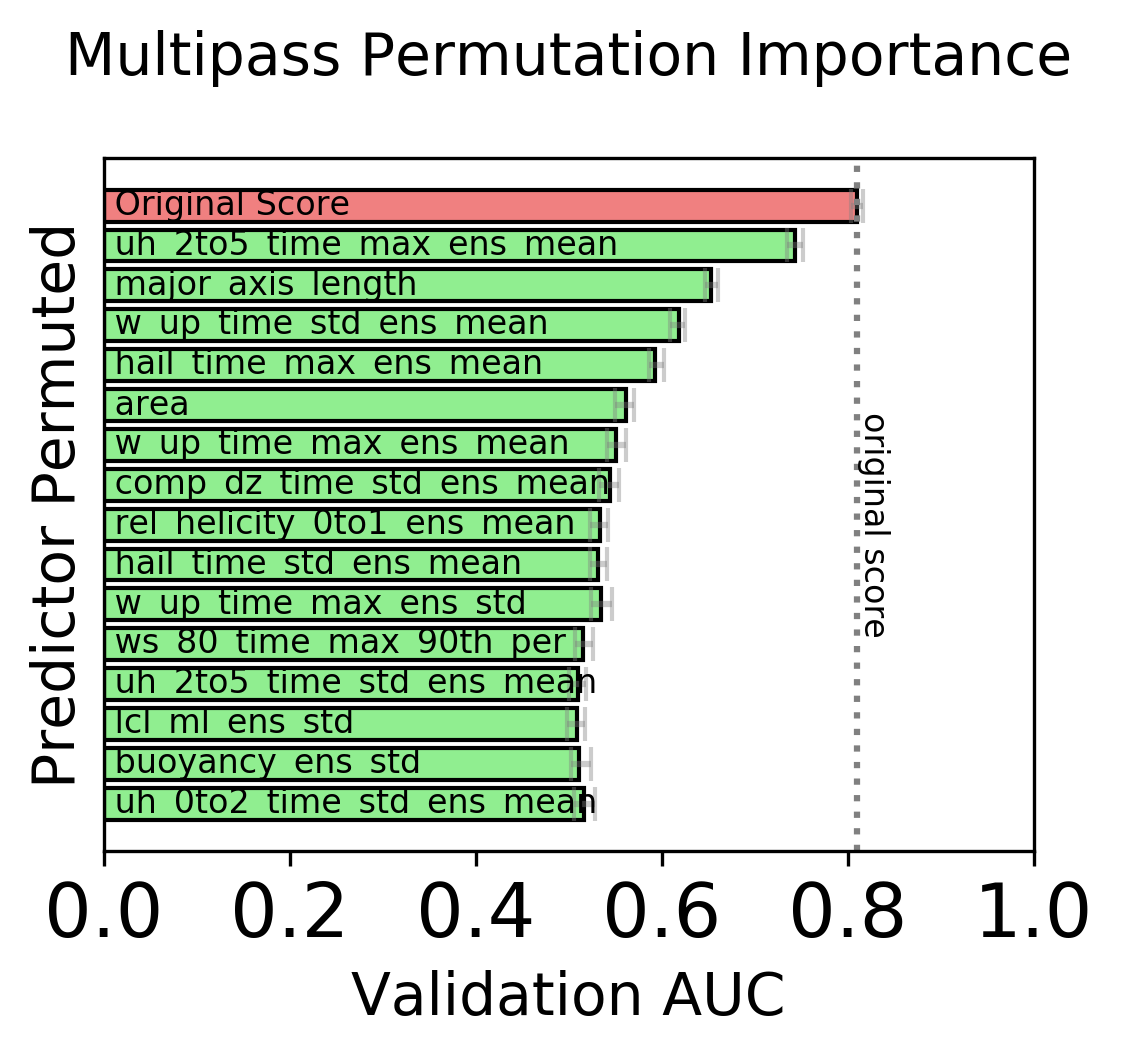 Multipass Permutation Importance
Predictor Permuted
Original Score
uh_2to5_time_max_ens_mean
major_axis_length
w_up_time_std_ens_mean
hail_time_max_ens_mean
area
w_up_time_max_ens_mean
comp_dz_time_std_ens_mean
rel_helicity_0to1_ens_mean
hail_time_std_ens_mean
w_up_time_max_ens_std
ws_80_time_max_90th_per
uh_2to5_time_std_ens_mean
lcl_ml_ens_std
buoyancy_ens_std
uh_0to2_time_std_ens_mean
original score
0.0 0.2 0.4 0.6 0.8 1.0
Validation AUC